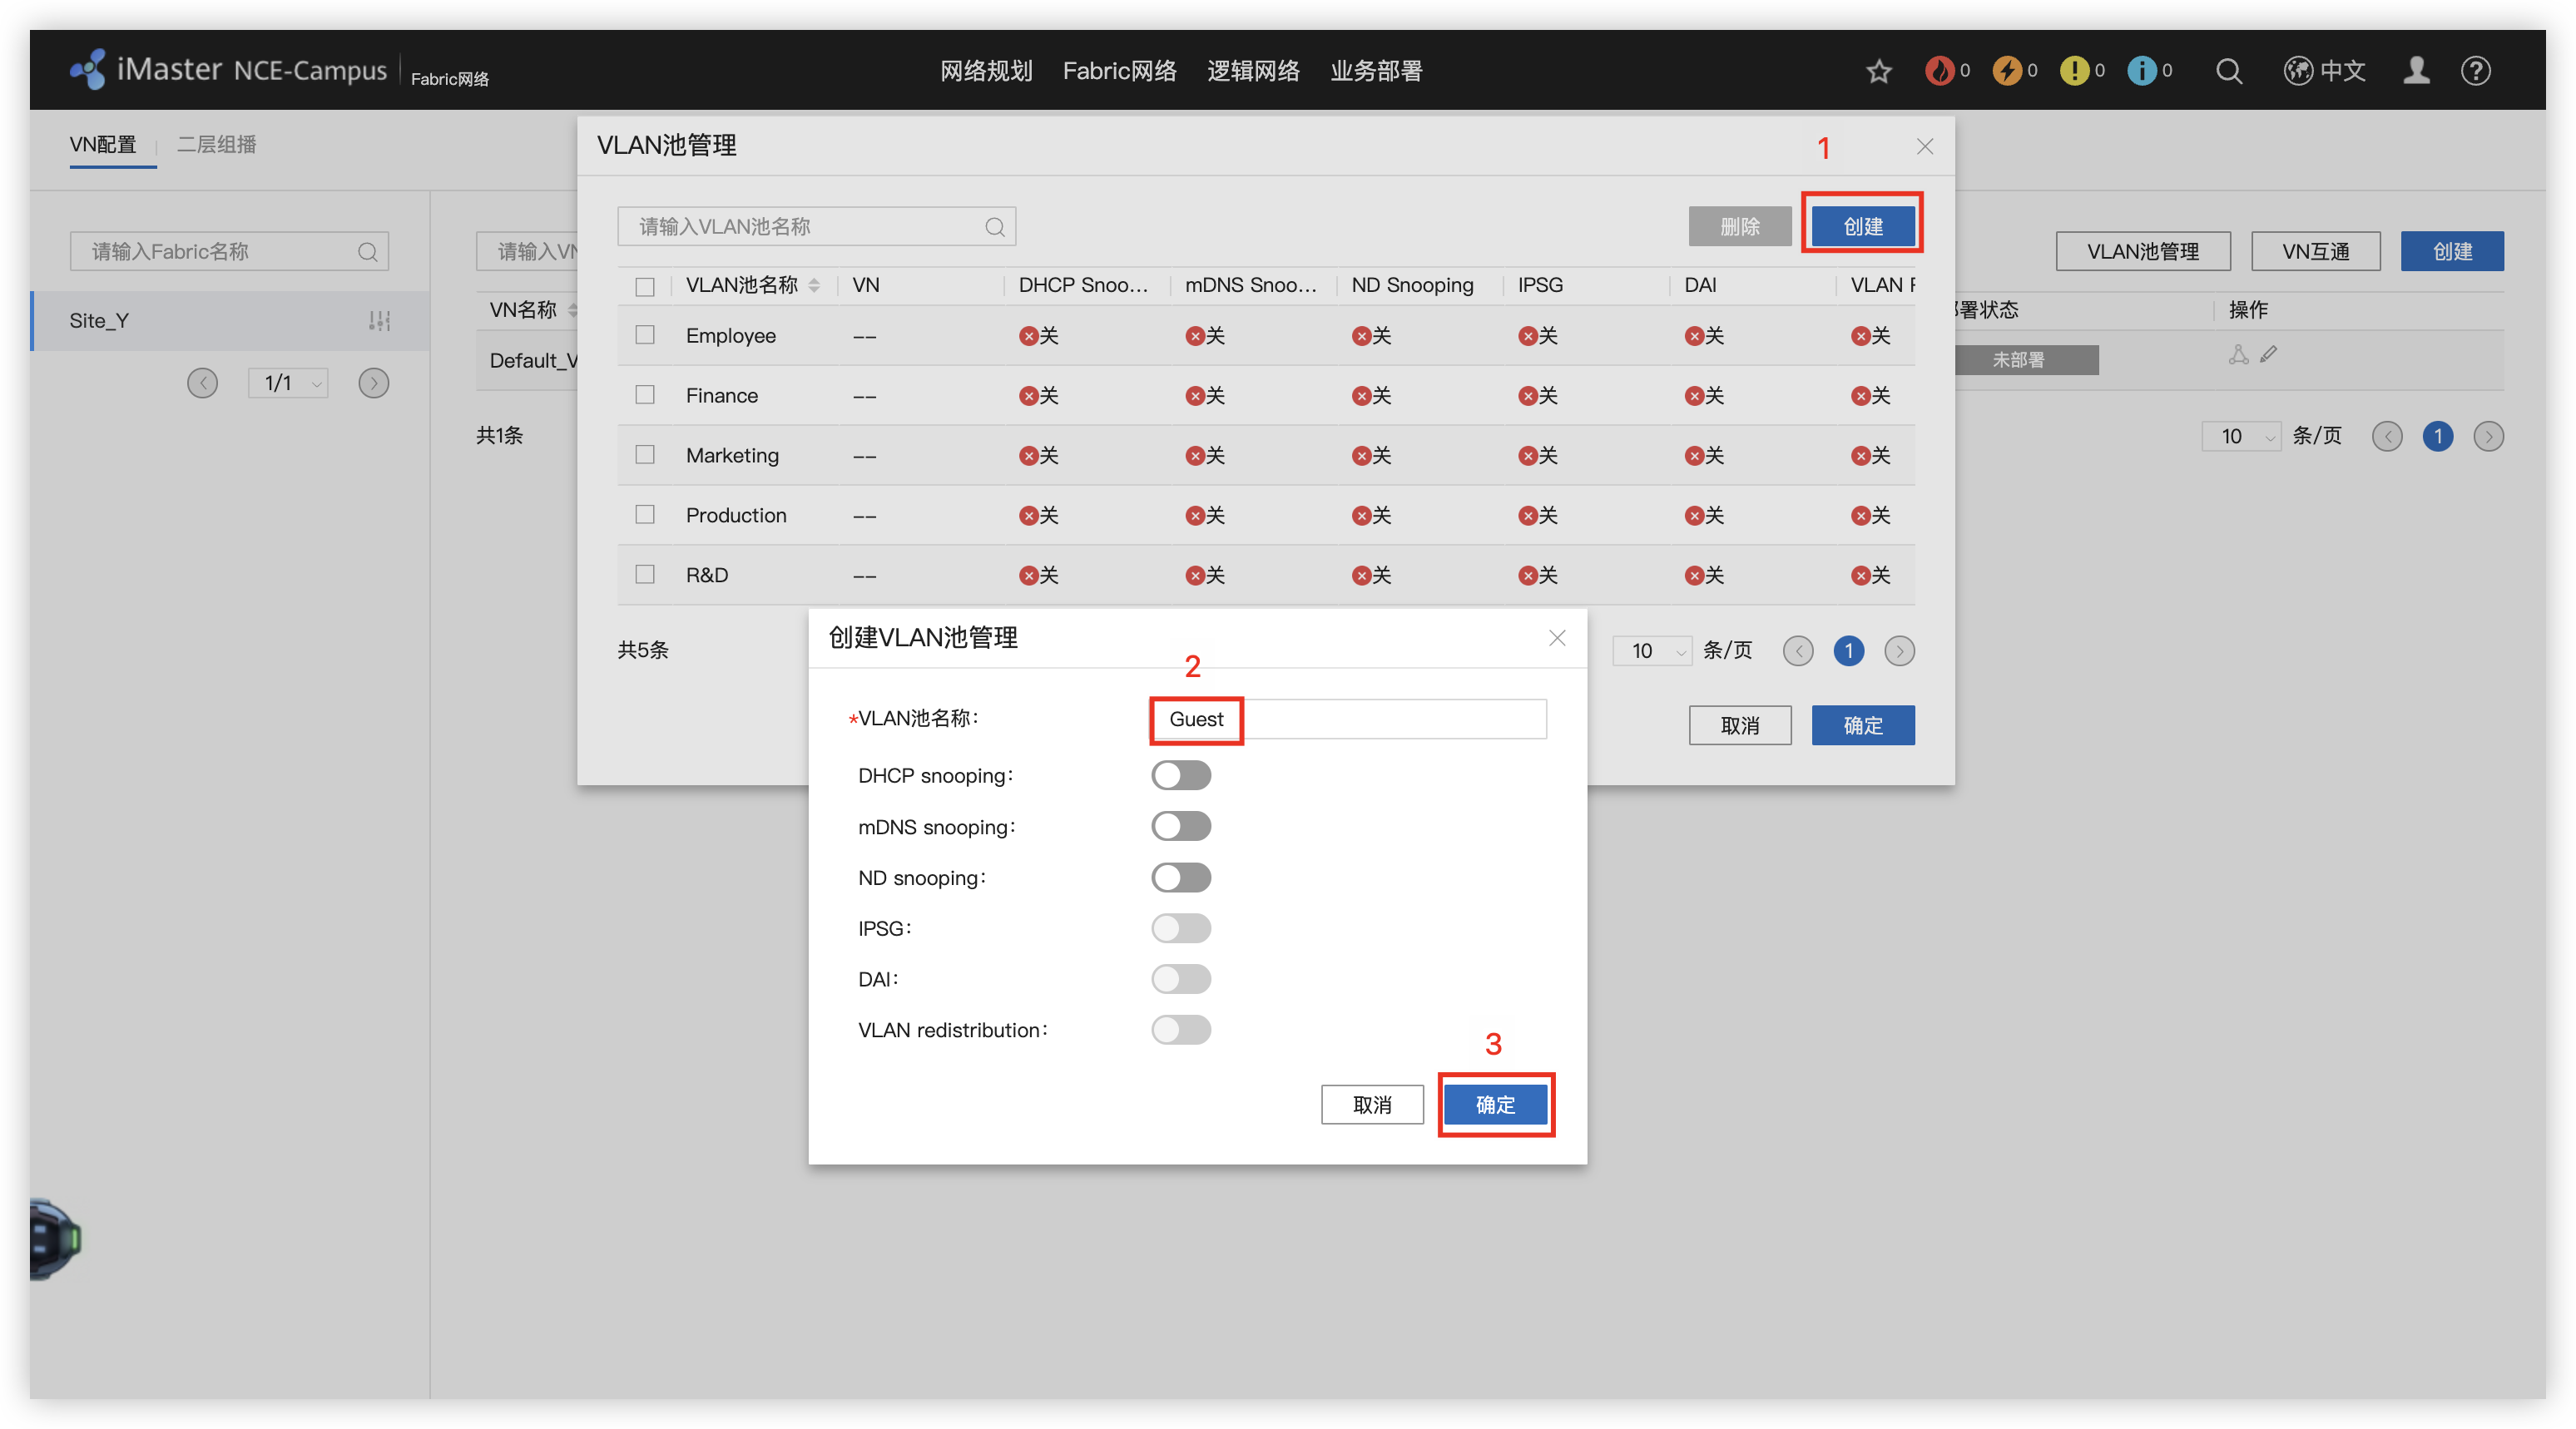 iMaster NCE-Campus Fabric网络 网络规划 Fabric网络 逻辑网络 业务部署 0 0 0 0 中文
VN配置 二层组播
VLAN池管理 1
请输入VLAN池名称 删除 创建
请输入Fabric名称 请输入VN VLAN池管理 VN互通 创建
VLAN池名称 VN DHCP Snoo... mDNS Snoo... ND Snooping IPSG DAI VLAN
VN名称 署状态 操作
Site_Y
Employee -- 关 关 关 关 关 关
Default_V 未部署
1/1
Finance -- 关 关 关 关 关 关
共1条 10 条/页 1
Marketing -- 关 关 关 关 关 关
Production -- 关 关 关 关 关 关
R&D -- 关 关 关 关 关 关
共5条 10 条/页 1
取消 确定
创建VLAN池管理
2
*VLAN池名称: Guest
DHCP snooping:
mDNS snooping:
ND snooping:
IPSG:
DAI:
VLAN redistribution:
3
取消 确定